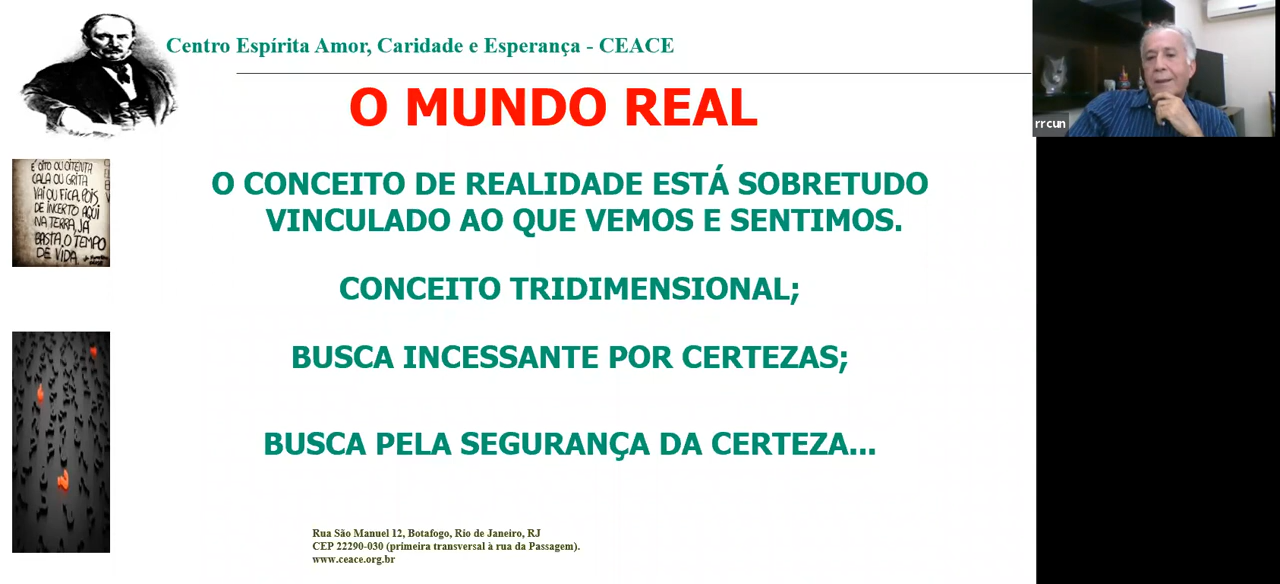 Centro Espírita Amor, Caridade e Esperança - CEACE
O MUNDO REAL
rrcun
É OITO OU OITENTA
CALA OU GRITA
VAI OU FICA. POIS,
DE INCERTO AQUI
NA TERRA, JÁ
BASTA, O TEMPO
DE VIDA.
O CONCEITO DE REALIDADE ESTÁ SOBRETUDO
VINCULADO AO QUE VEMOS E SENTIMOS.
CONCEITO TRIDIMENSIONAL;
BUSCA INCESSANTE POR CERTEZAS;
BUSCA PELA SEGURANÇA DA CERTEZA...
Rua São Manuel 12, Botafogo, Rio de Janeiro, RJ
CEP 22290-030 (primeira transversal à rua da Passagem).
www.ceace.org.br